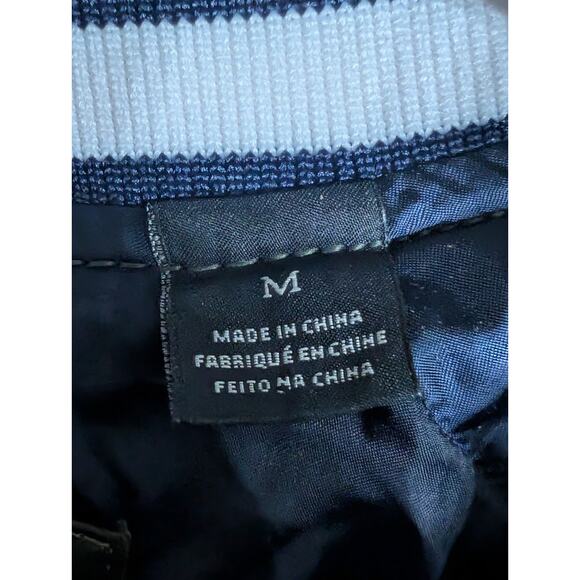 M
MADE IN CHINA
FABRIQUÉ EN CHINE
FEITO NA CHINA